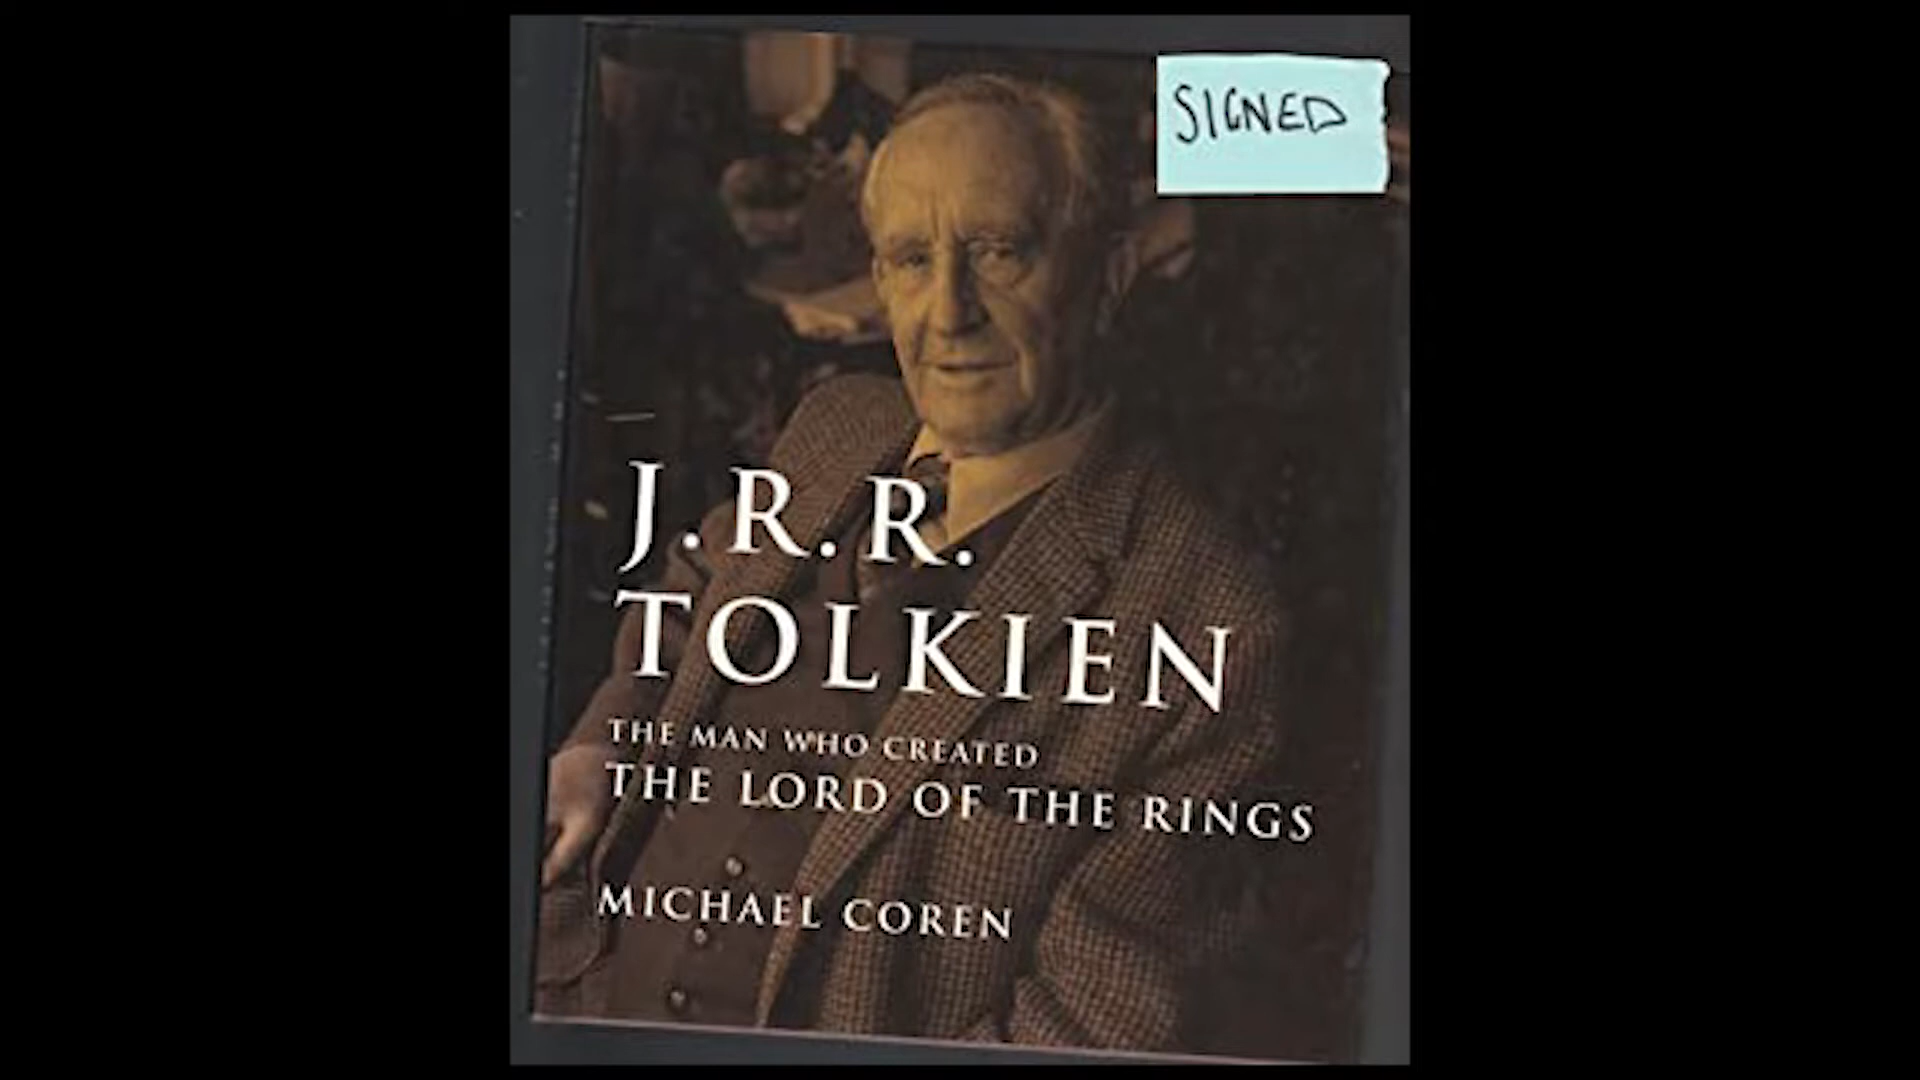 SIGNED
J.R.R.
TOLKIEN
THE MAN WHO CREATED
THE LORD OF THE RINGS
MICHAEL COREN